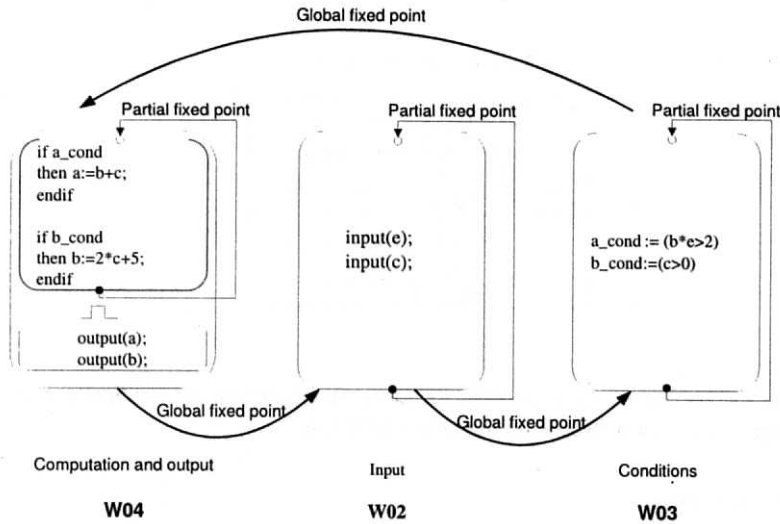 Global fixed point
Partial fixed point
if a_cond
then a:=b+c;
endif
if b_cond
then b:=2*c+5;
endif
output(a);
output(b);
Partial fixed point
input(e);
input(c);
Partial fixed point
a_cond := (b*e>2)
b_cond:=(c>0)
Global fixed point
Global fixed point
Computation and output
Input
Conditions
W04
W02
W03